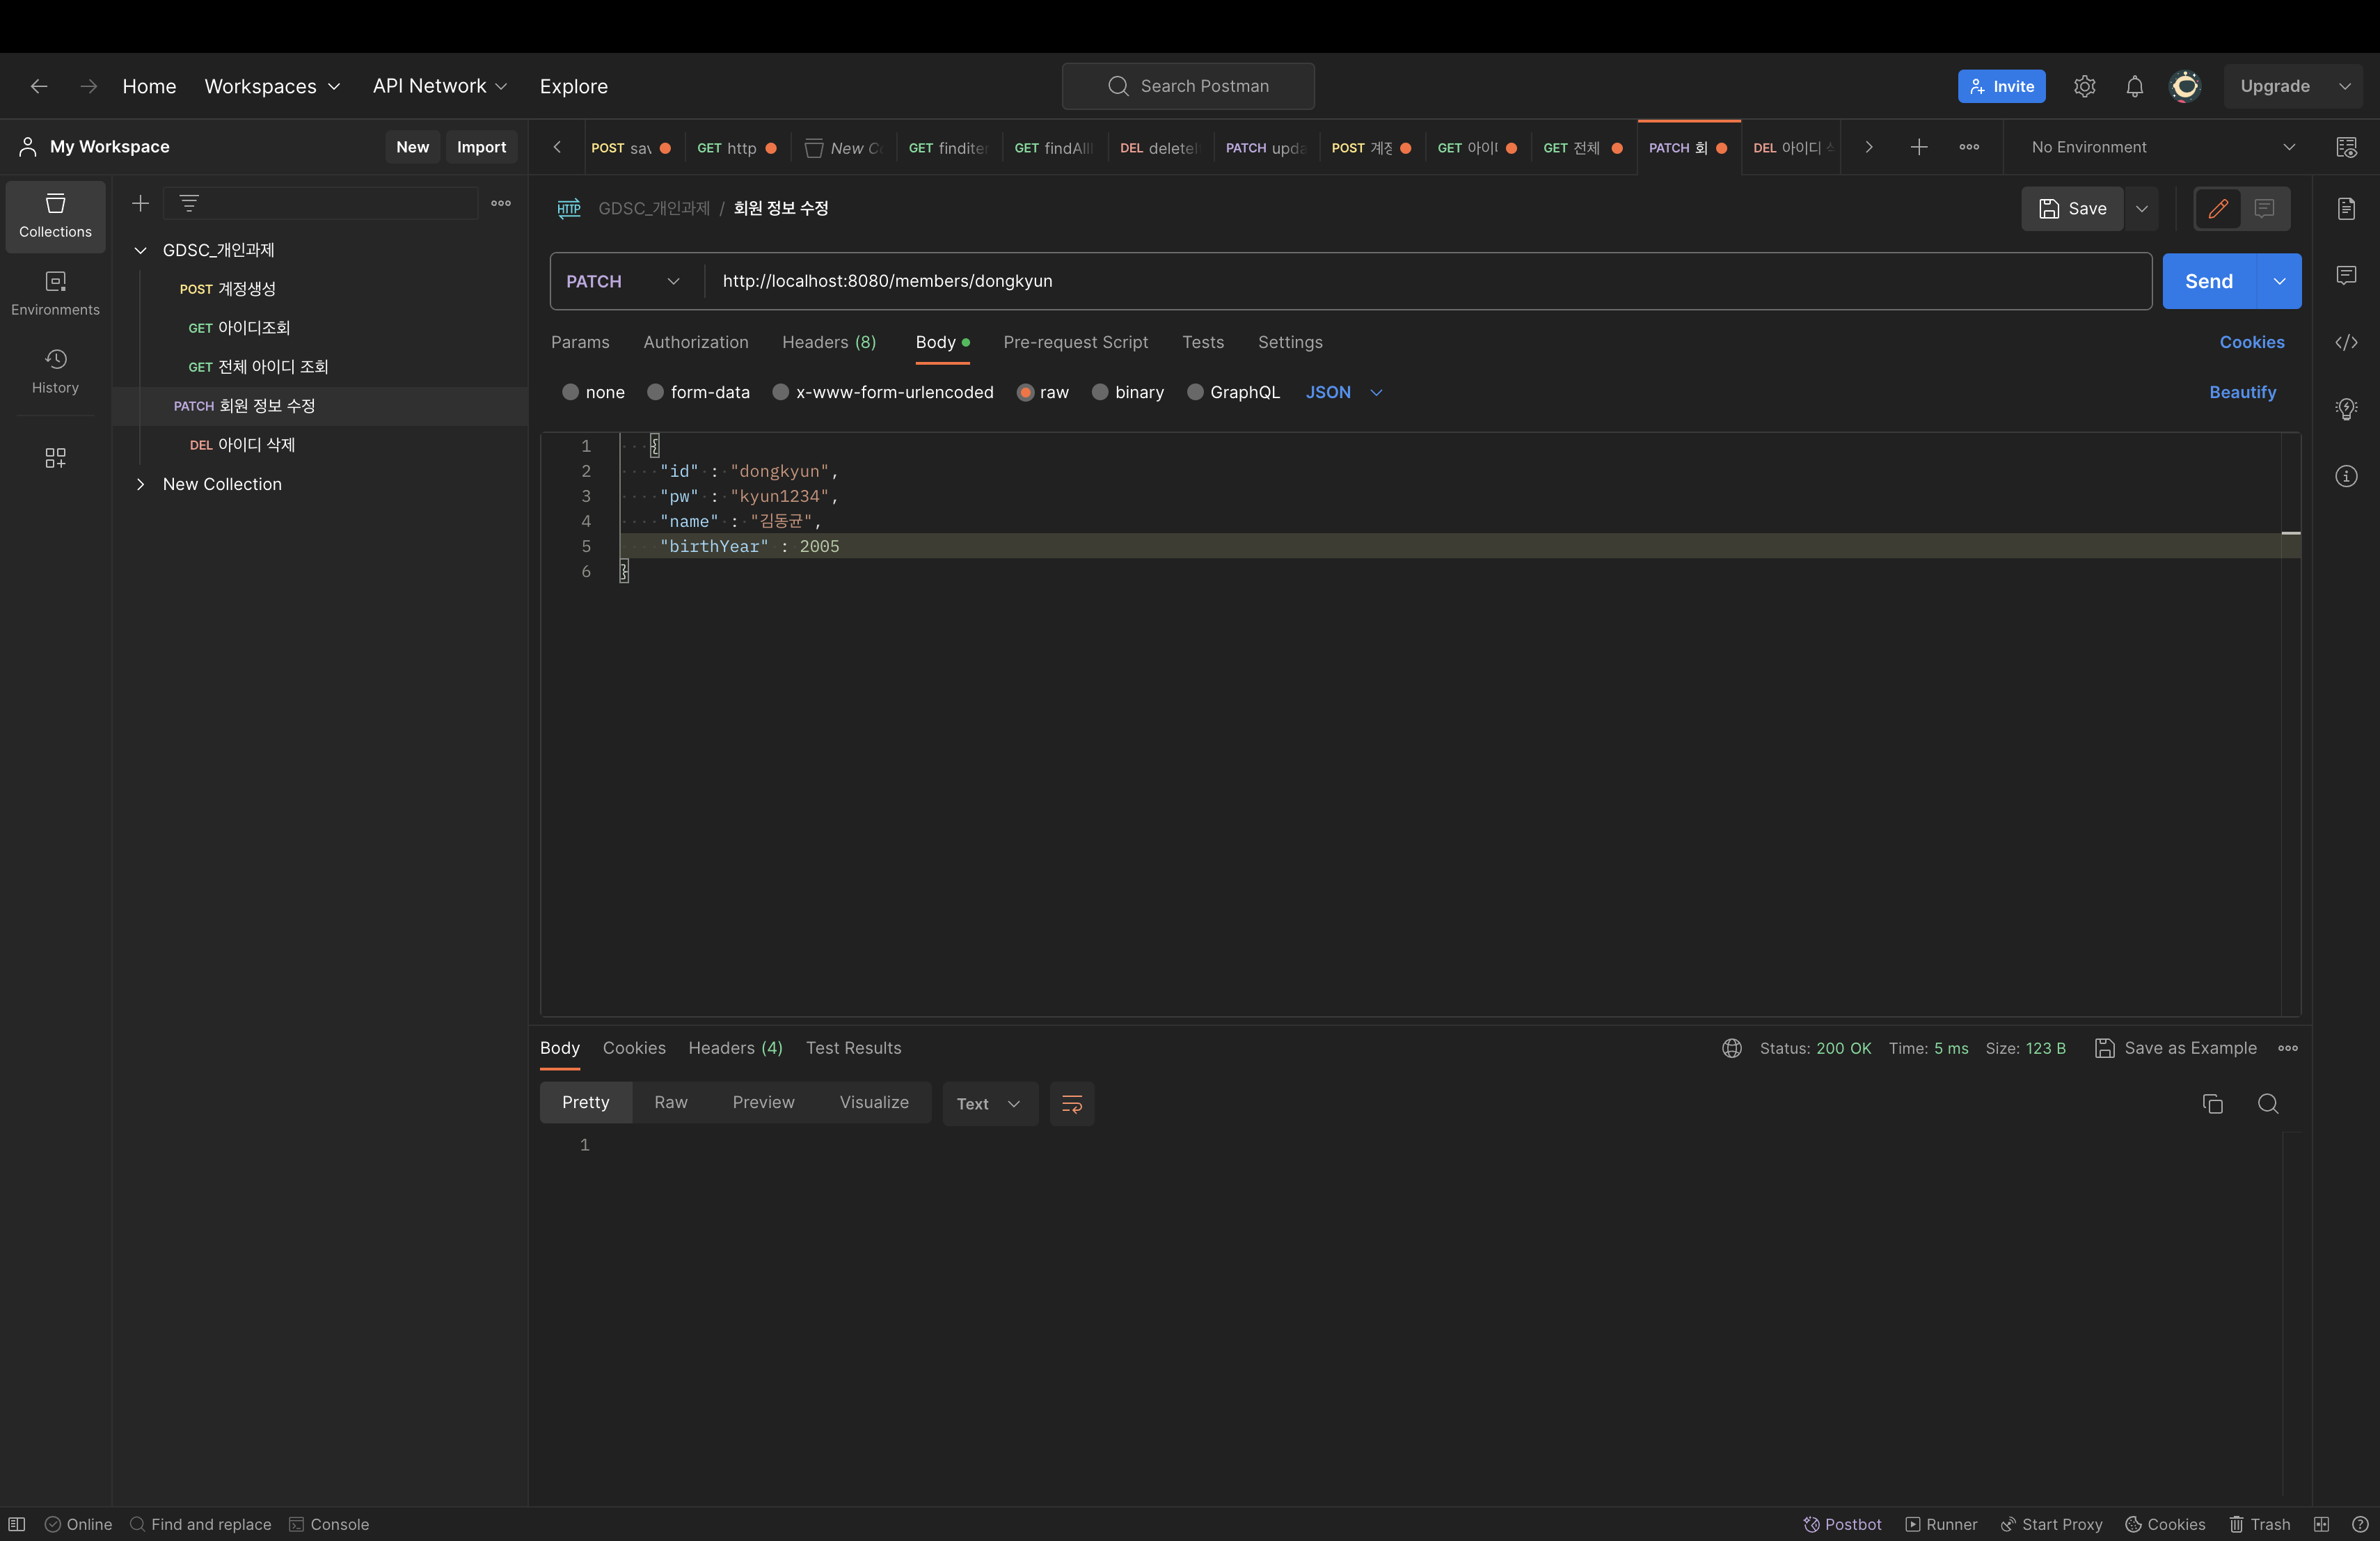 Home Workspaces API Network Explore Search Postman Invite Upgrade
My Workspace New Import POST sav GET http New C GET finditer GET findAll DEL delete PATCH upda POST 계정 GET 아이 GET 전체 PATCH 회 DEL 아이디 No Environment
Collections
Environments
History
GDSC_개인과제
POST 계정생성
GET 아이디조회
GET 전체 아이디 조회
PATCH 회원 정보 수정
DEL 아이디 삭제
New Collection
HTTP GDSC_개인과제 / 회원 정보 수정 Save
PATCH http://localhost:8080/members/dongkyun Send
Params Authorization Headers (8) Body Pre-request Script Tests Settings Cookies
none form-data x-www-form-urlencoded raw binary GraphQL JSON Beautify
1 {
2 "id" : "dongkyun",
3 "pw" : "kyun1234",
4 "name" : "김동균",
5 "birthYear" : 2005
6 }
Body Cookies Headers (4) Test Results Status: 200 OK Time: 5 ms Size: 123 B Save as Example
Pretty Raw Preview Visualize Text
1
Online Find and replace Console Postbot Runner Start Proxy Cookies Trash